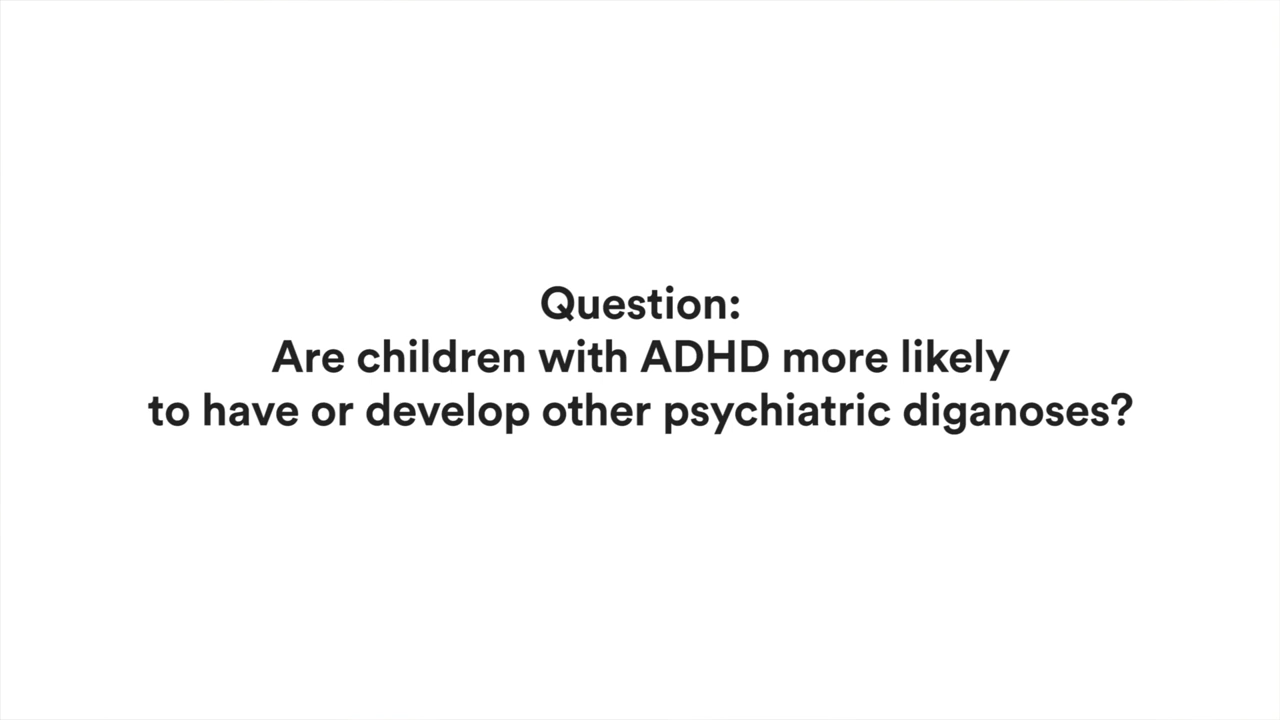 Question:
Are children with ADHD more likely
to have or develop other psychiatric diganoses?